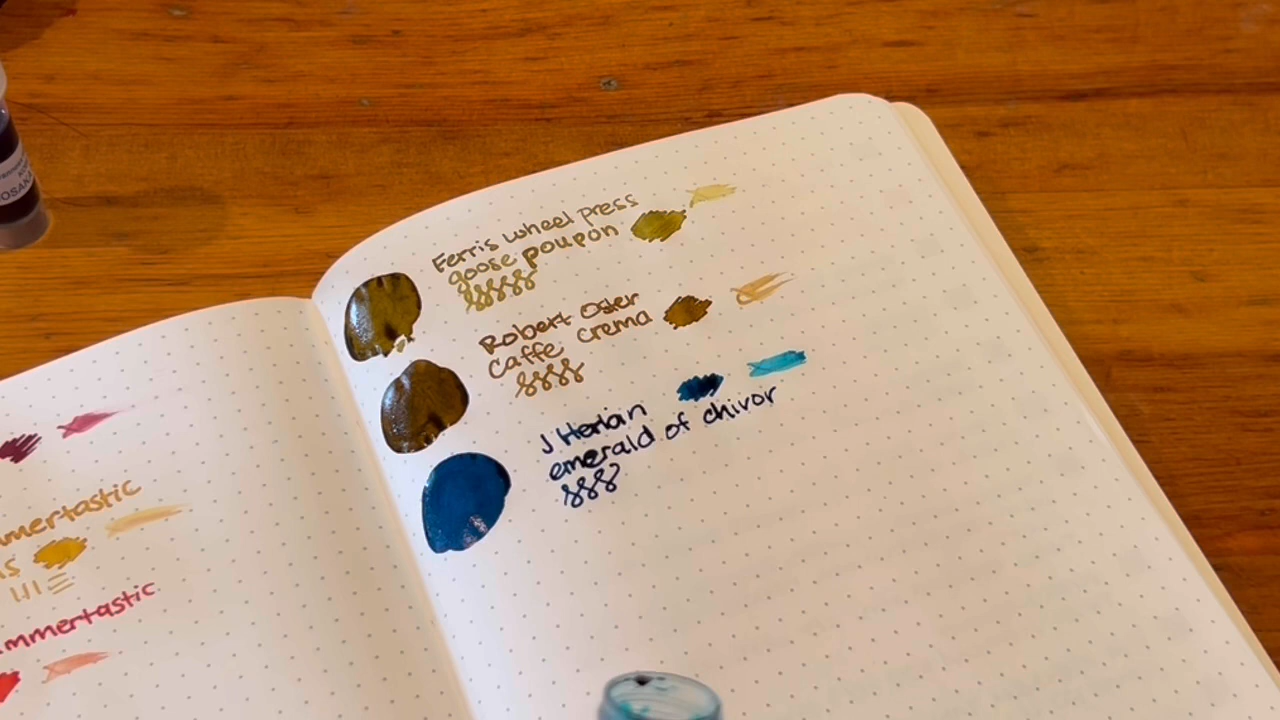 Ferris wheel press
goose poupon
Robert Oster
caffe crema
J Herbin
emerald of chivor
mmertastic
mmertastic